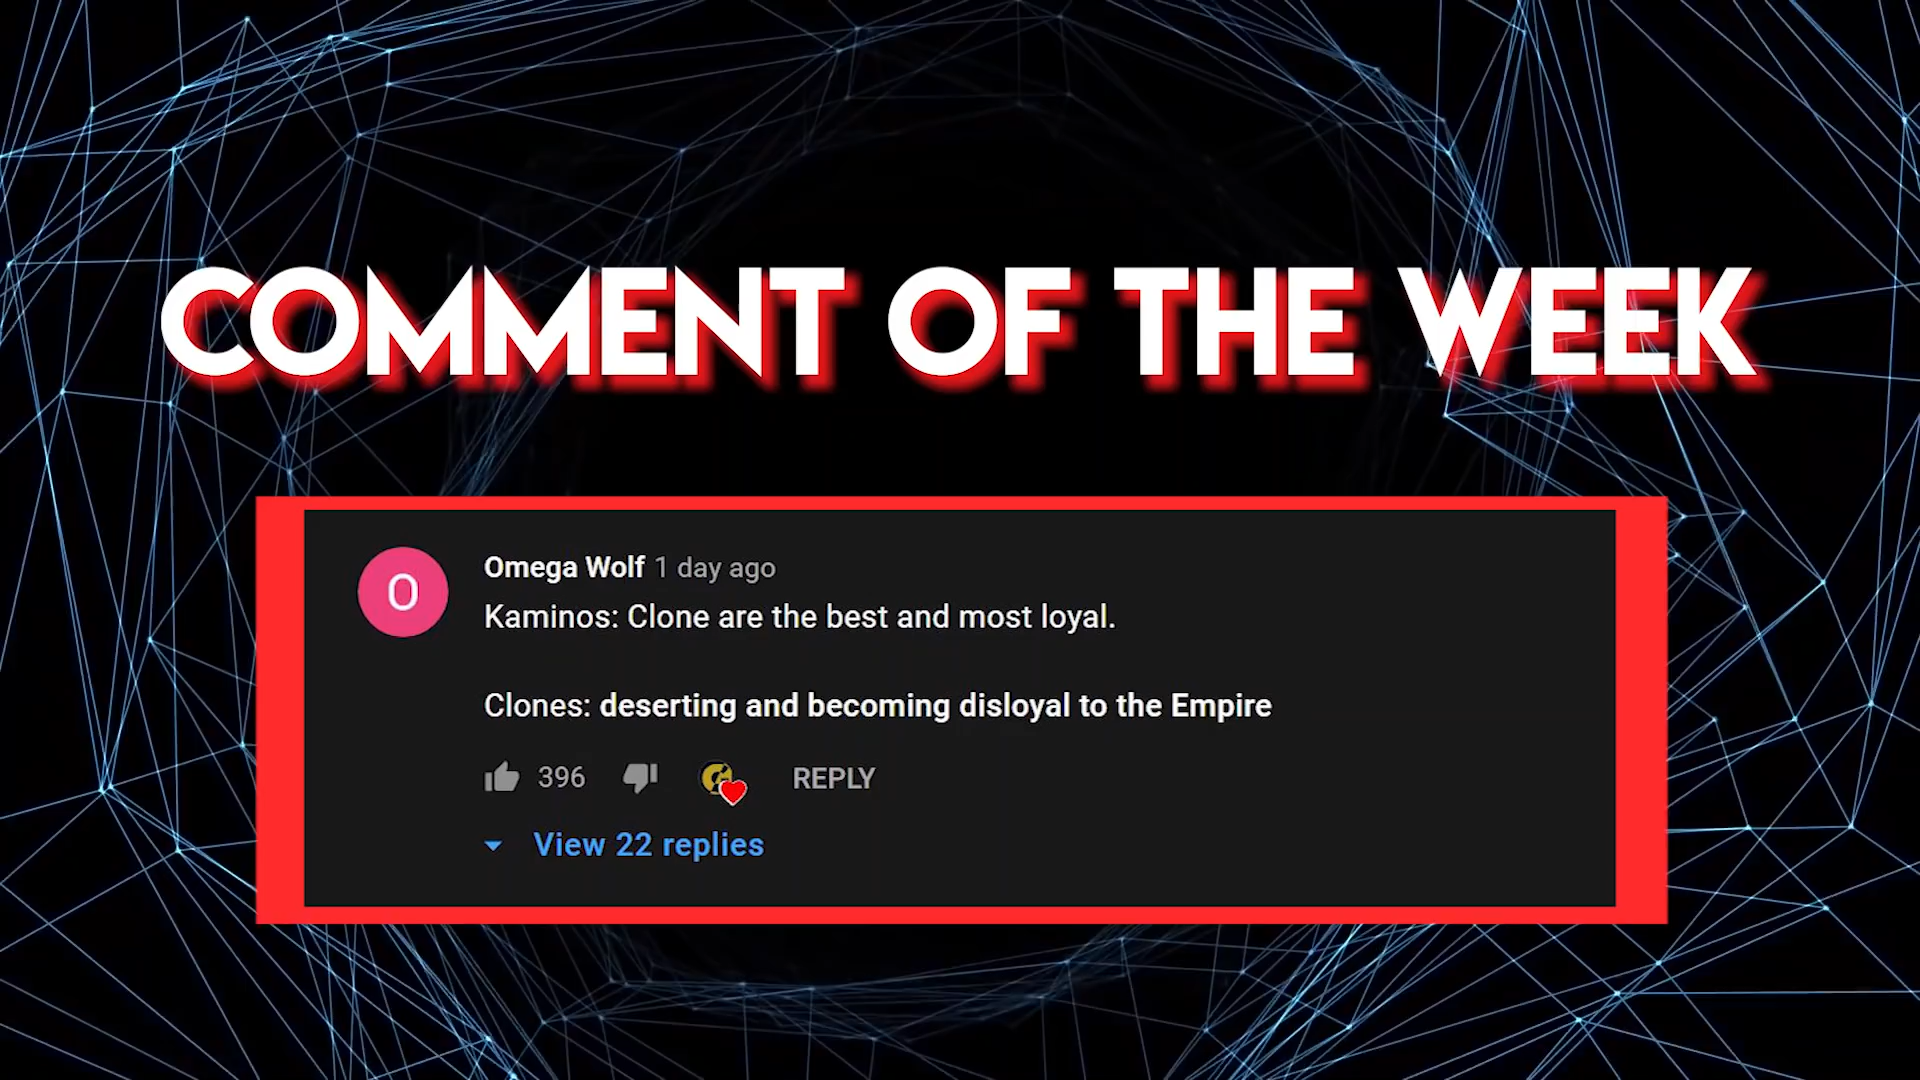 COMMENT OF THE WEEK
O
Omega Wolf 1 day ago
Kaminos: Clone are the best and most loyal.
Clones: deserting and becoming disloyal to the Empire
396 REPLY
View 22 replies